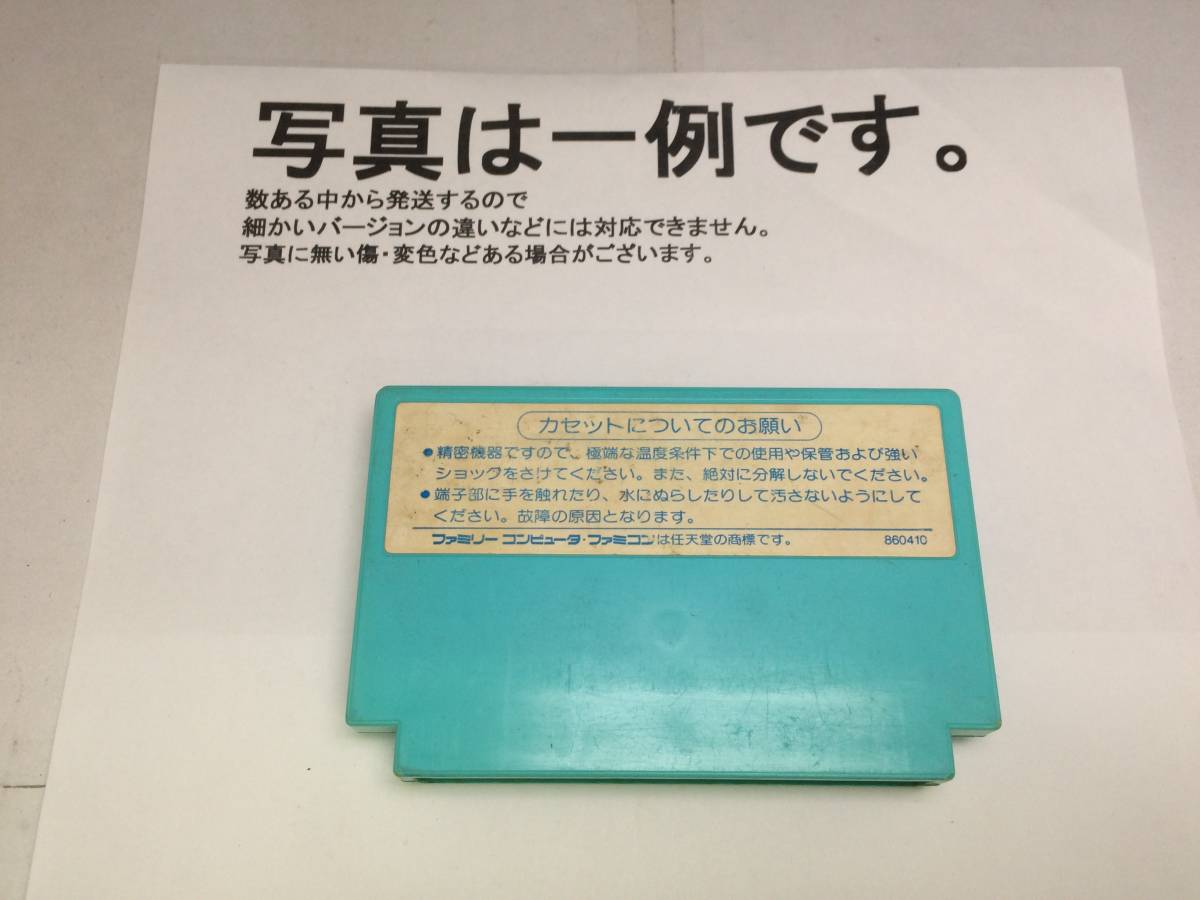 写真は一例です。
数ある中から発送するので
細かいバージョンの違いなどには対応できません。
写真に無い傷・変色などある場合がございます。
カセットについてのお願い
●精密機器ですので、極端な温度条件下での使用や保管および強い
ショックをさけてください。また、絶対に分解しないでください。
●端子部に手を触れたり、水にぬらしたりして汚さないようにして
ください。故障の原因となります。
ファミリー コンピュータ・ファミコンは任天堂の商標です。 860410